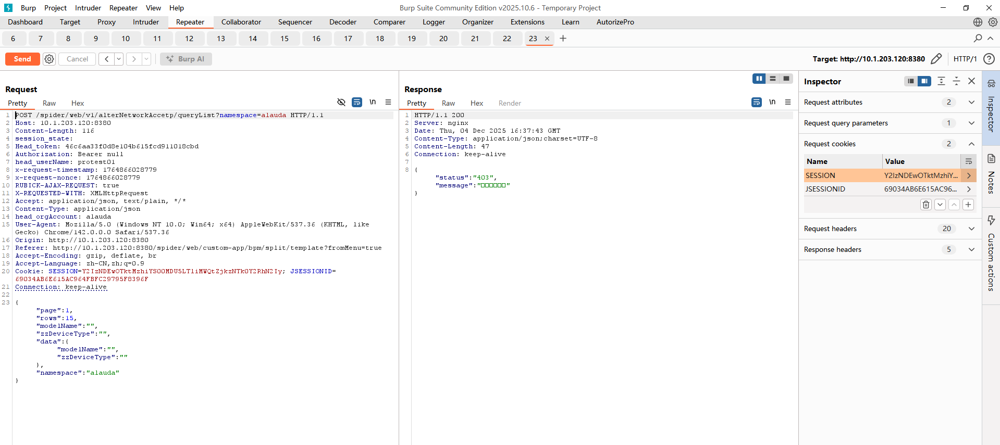 Burp Project Intruder Repeater View Help
Burp Suite Community Edition v2025.10.6 - Temporary Project
Dashboard Target Proxy Intruder Repeater Collaborator Sequencer Decoder Comparer Logger Organizer Extensions Learn AutorizePro
6 7 8 9 10 11 12 13 14 15 16 17 18 19 20 21 22 23 × +
Send Cancel < > Burp AI
Target: http://10.1.203.120:8380 HTTP/1
Request
Pretty Raw Hex
\n
1 POST /spider/web/v1/alterNetworkAccetp/queryList?namespace=alauda HTTP/1.1
2 Host: 10.1.203.120:8380
3 Content-Length: 116
4 session_state:
5 Head_token: 46c6aa33f0d8e104b615fcd911018cbd
6 Authorization: Bearer null
7 head_userName: protest01
8 x-request-timestamp: 1764866028779
9 x-request-nonce: 1764866028779
10 RUBICK-AJAX-REQUEST: true
11 X-REQUESTED-WITH: XMLHttpRequest
12 Accept: application/json, text/plain, */*
13 Content-Type: application/json
14 head_orgAccount: alauda
15 User-Agent: Mozilla/5.0 (Windows NT 10.0; Win64; x64) AppleWebKit/537.36 (KHTML, like
Gecko) Chrome/142.0.0.0 Safari/537.36
16 Origin: http://10.1.203.120:8380
17 Referer: http://10.1.203.120:8380/spider/web/custom-app/bpm/split/template?fromMenu=true
18 Accept-Encoding: gzip, deflate, br
19 Accept-Language: zh-CN,zh;q=0.9
20 Cookie: SESSION=Y2IzNDEwOTktMzhiYS00MDU5LTliMWQtZjkzNTk0Y2RhN2Iy; JSESSIONID=
69034AB6E615AC964FBFC29795F8396F
21 Connection: keep-alive
22
23 {
"page":1,
"rows":15,
"modelName":"",
"zzDeviceType":"",
"data":{
"modelName":"",
"zzDeviceType":""
},
"namespace":"alauda"
}
Response
Pretty Raw Hex Render
\n
1 HTTP/1.1 200
2 Server: nginx
3 Date: Thu, 04 Dec 2025 16:37:43 GMT
4 Content-Type: application/json;charset=UTF-8
5 Content-Length: 47
6 Connection: keep-alive
7
8 {
"status":"403",
"message":"□□□□□□"
}
Inspector
Request attributes 2
Request query parameters 1
Request cookies 2
Name Value
SESSION Y2IzNDEwOTktMzhiY... >
JSESSIONID 69034AB6E615AC96... >
Request headers 20
Response headers 5
Inspector
Notes
Custom actions